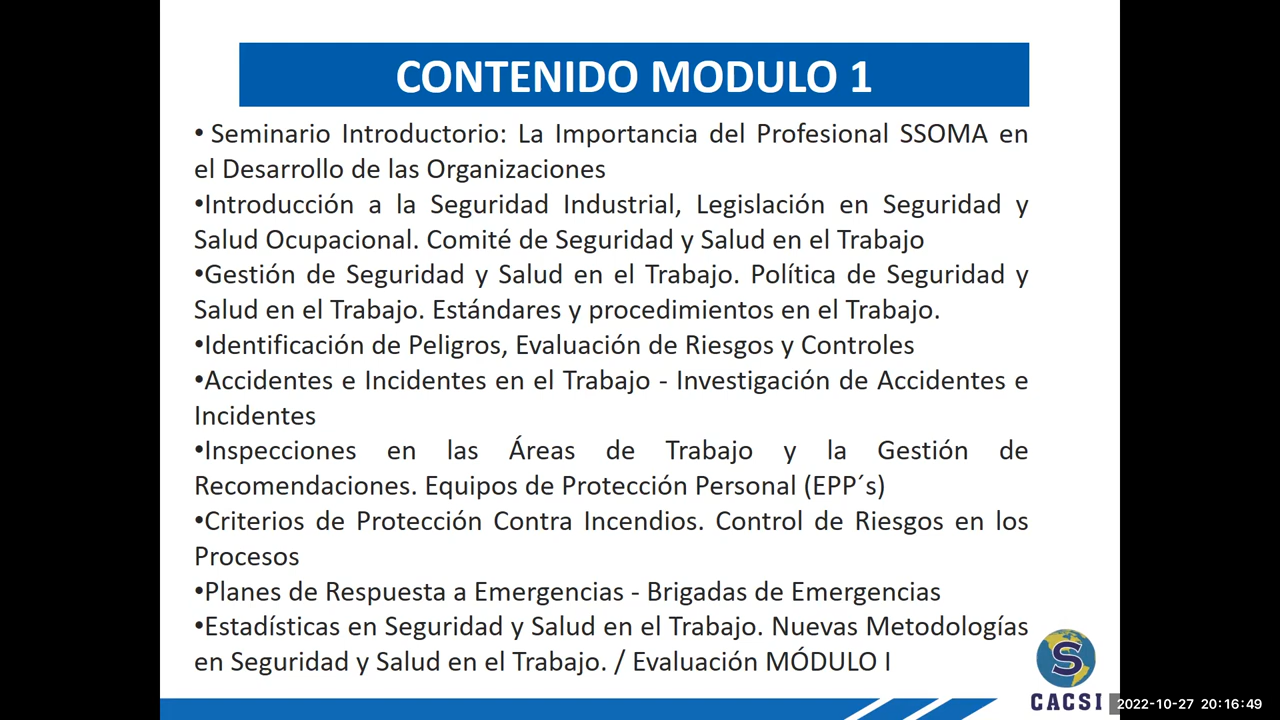 CONTENIDO MODULO 1
• Seminario Introductorio: La Importancia del Profesional SSOMA en
el Desarrollo de las Organizaciones
•Introducción a la Seguridad Industrial, Legislación en Seguridad y
Salud Ocupacional. Comité de Seguridad y Salud en el Trabajo
•Gestión de Seguridad y Salud en el Trabajo. Política de Seguridad y
Salud en el Trabajo. Estándares y procedimientos en el Trabajo.
•Identificación de Peligros, Evaluación de Riesgos y Controles
•Accidentes e Incidentes en el Trabajo - Investigación de Accidentes e
Incidentes
•Inspecciones en las Áreas de Trabajo y la Gestión de
Recomendaciones. Equipos de Protección Personal (EPP´s)
•Criterios de Protección Contra Incendios. Control de Riesgos en los
Procesos
•Planes de Respuesta a Emergencias - Brigadas de Emergencias
•Estadísticas en Seguridad y Salud en el Trabajo. Nuevas Metodologías
en Seguridad y Salud en el Trabajo. / Evaluación MÓDULO I
S
CACSI
2022-10-27 20:16:49